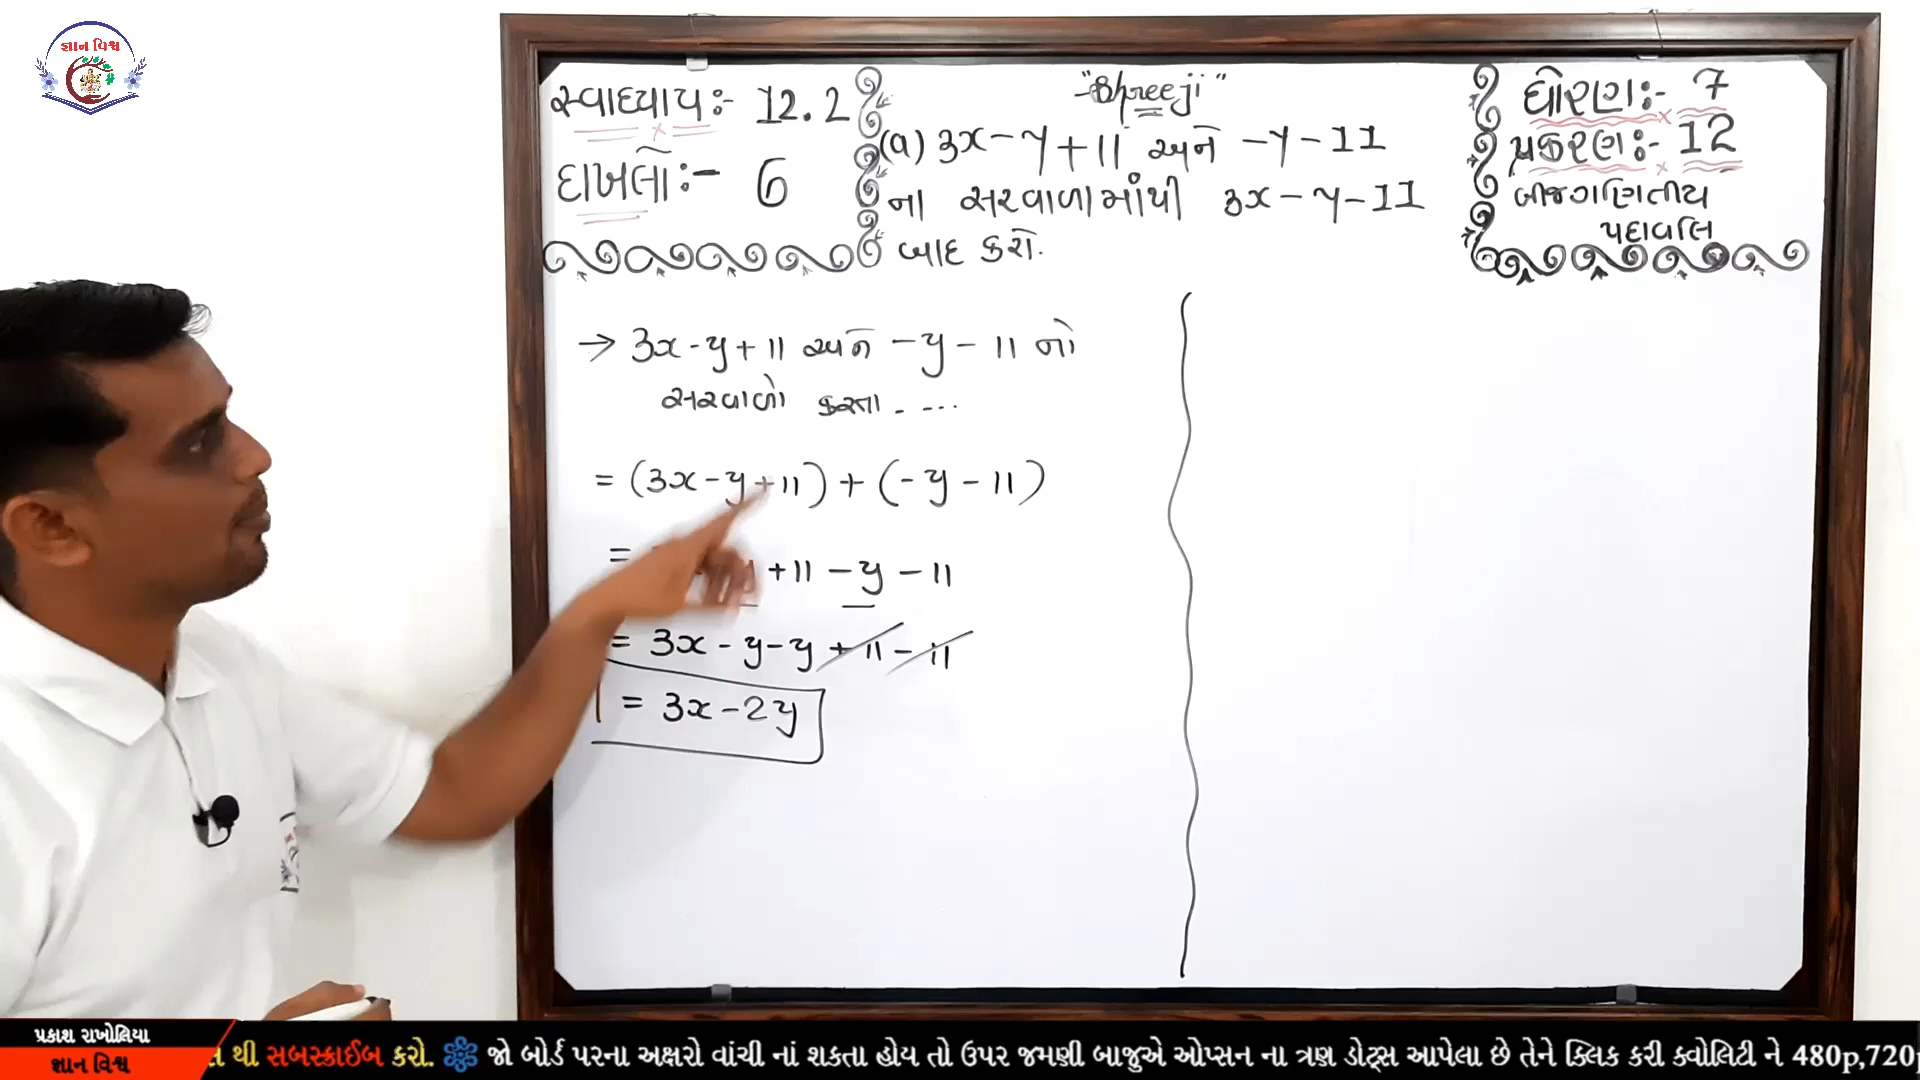 જ્ઞાન વિશ્વ
સ્વાધ્યાય:- 12.2
દાખલો:- 6
"Shreeji"
(a) 3x-y+11 અને -y-11
ના સરવાળામાંથી 3x-y-11
બાદ કરો.
ધોરણ:- 7
પ્રકરણ:- 12
બીજગણિતીય
પદાવલિ
→ 3x-y+11 અને -y-11 નો
સરવાળો કરતા - ----
= (3x-y+11)+(-y-11)
= +11-y-11
= 3x-y-y+11-11
= 3x-2y
પ્રકાશ રાખોલિયા
જ્ઞાન વિશ્વ
થી સબસ્ક્રાઈબ કરો. જો બોર્ડ પરના અક્ષરો વાંચી નાં શકતા હોય તો ઉપર જમણી બાજુએ ઓપ્સન ના ત્રણ ડોટ્સ આપેલા છે તેને ક્લિક કરી ક્વોલિટી ને 480p,720p